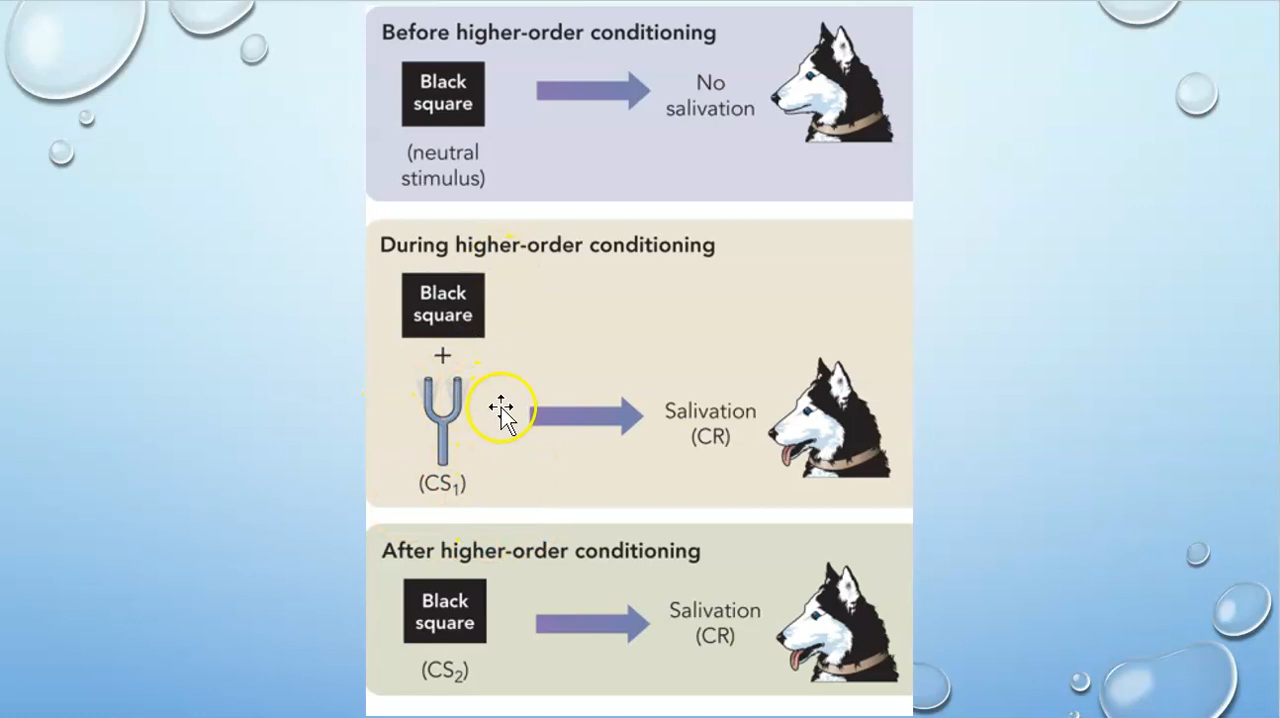 Before higher-order conditioning
Black
square
(neutral
stimulus)
No
salivation
During higher-order conditioning
Black
square
+
(CS₁)
Salivation
(CR)
After higher-order conditioning
Black
square
(CS₂)
Salivation
(CR)